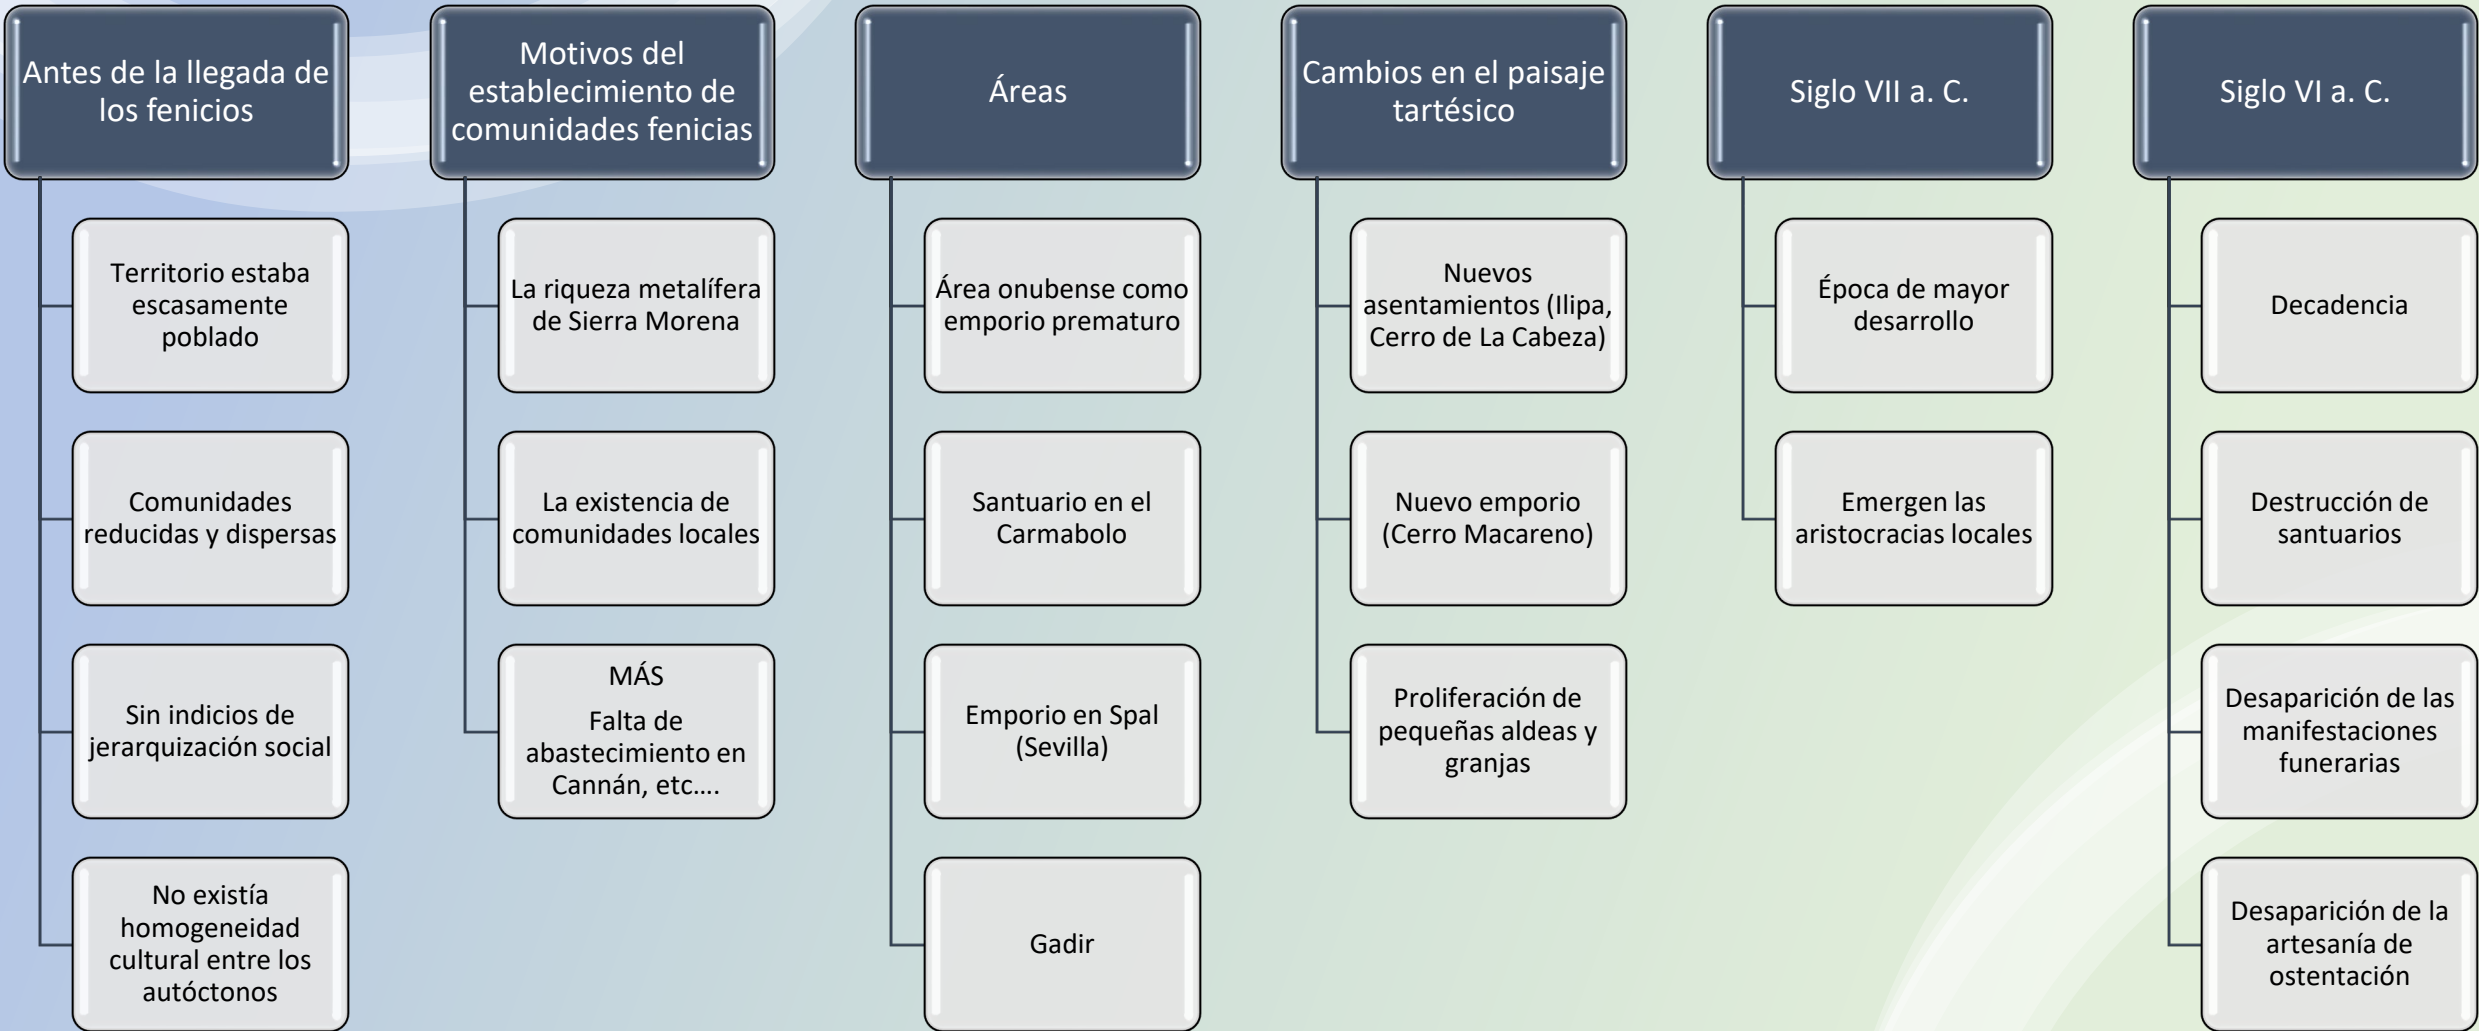 Antes de la llegada de
los fenicios
Territorio estaba
escasamente
poblado
Comunidades
reducidas y dispersas
Sin indicios de
jerarquización social
No existía
homogeneidad
cultural entre los
autóctonos
Motivos del
establecimiento de
comunidades fenicias
La riqueza metalífera
de Sierra Morena
La existencia de
comunidades locales
MÁS
Falta de
abastecimiento en
Cannán, etc....
Áreas
Área onubense como
emporio prematuro
Santuario en el
Carmabolo
Emporio en Spal
(Sevilla)
Gadir
Cambios en el paisaje
tartésico
Nuevos
asentamientos (Ilipa,
Cerro de La Cabeza)
Nuevo emporio
(Cerro Macareno)
Proliferación de
pequeñas aldeas y
granjas
Siglo VII a. C.
Época de mayor
desarrollo
Emergen las
aristocracias locales
Siglo VI a. C.
Decadencia
Destrucción de
santuarios
Desaparición de las
manifestaciones
funerarias
Desaparición de la
artesanía de
ostentación